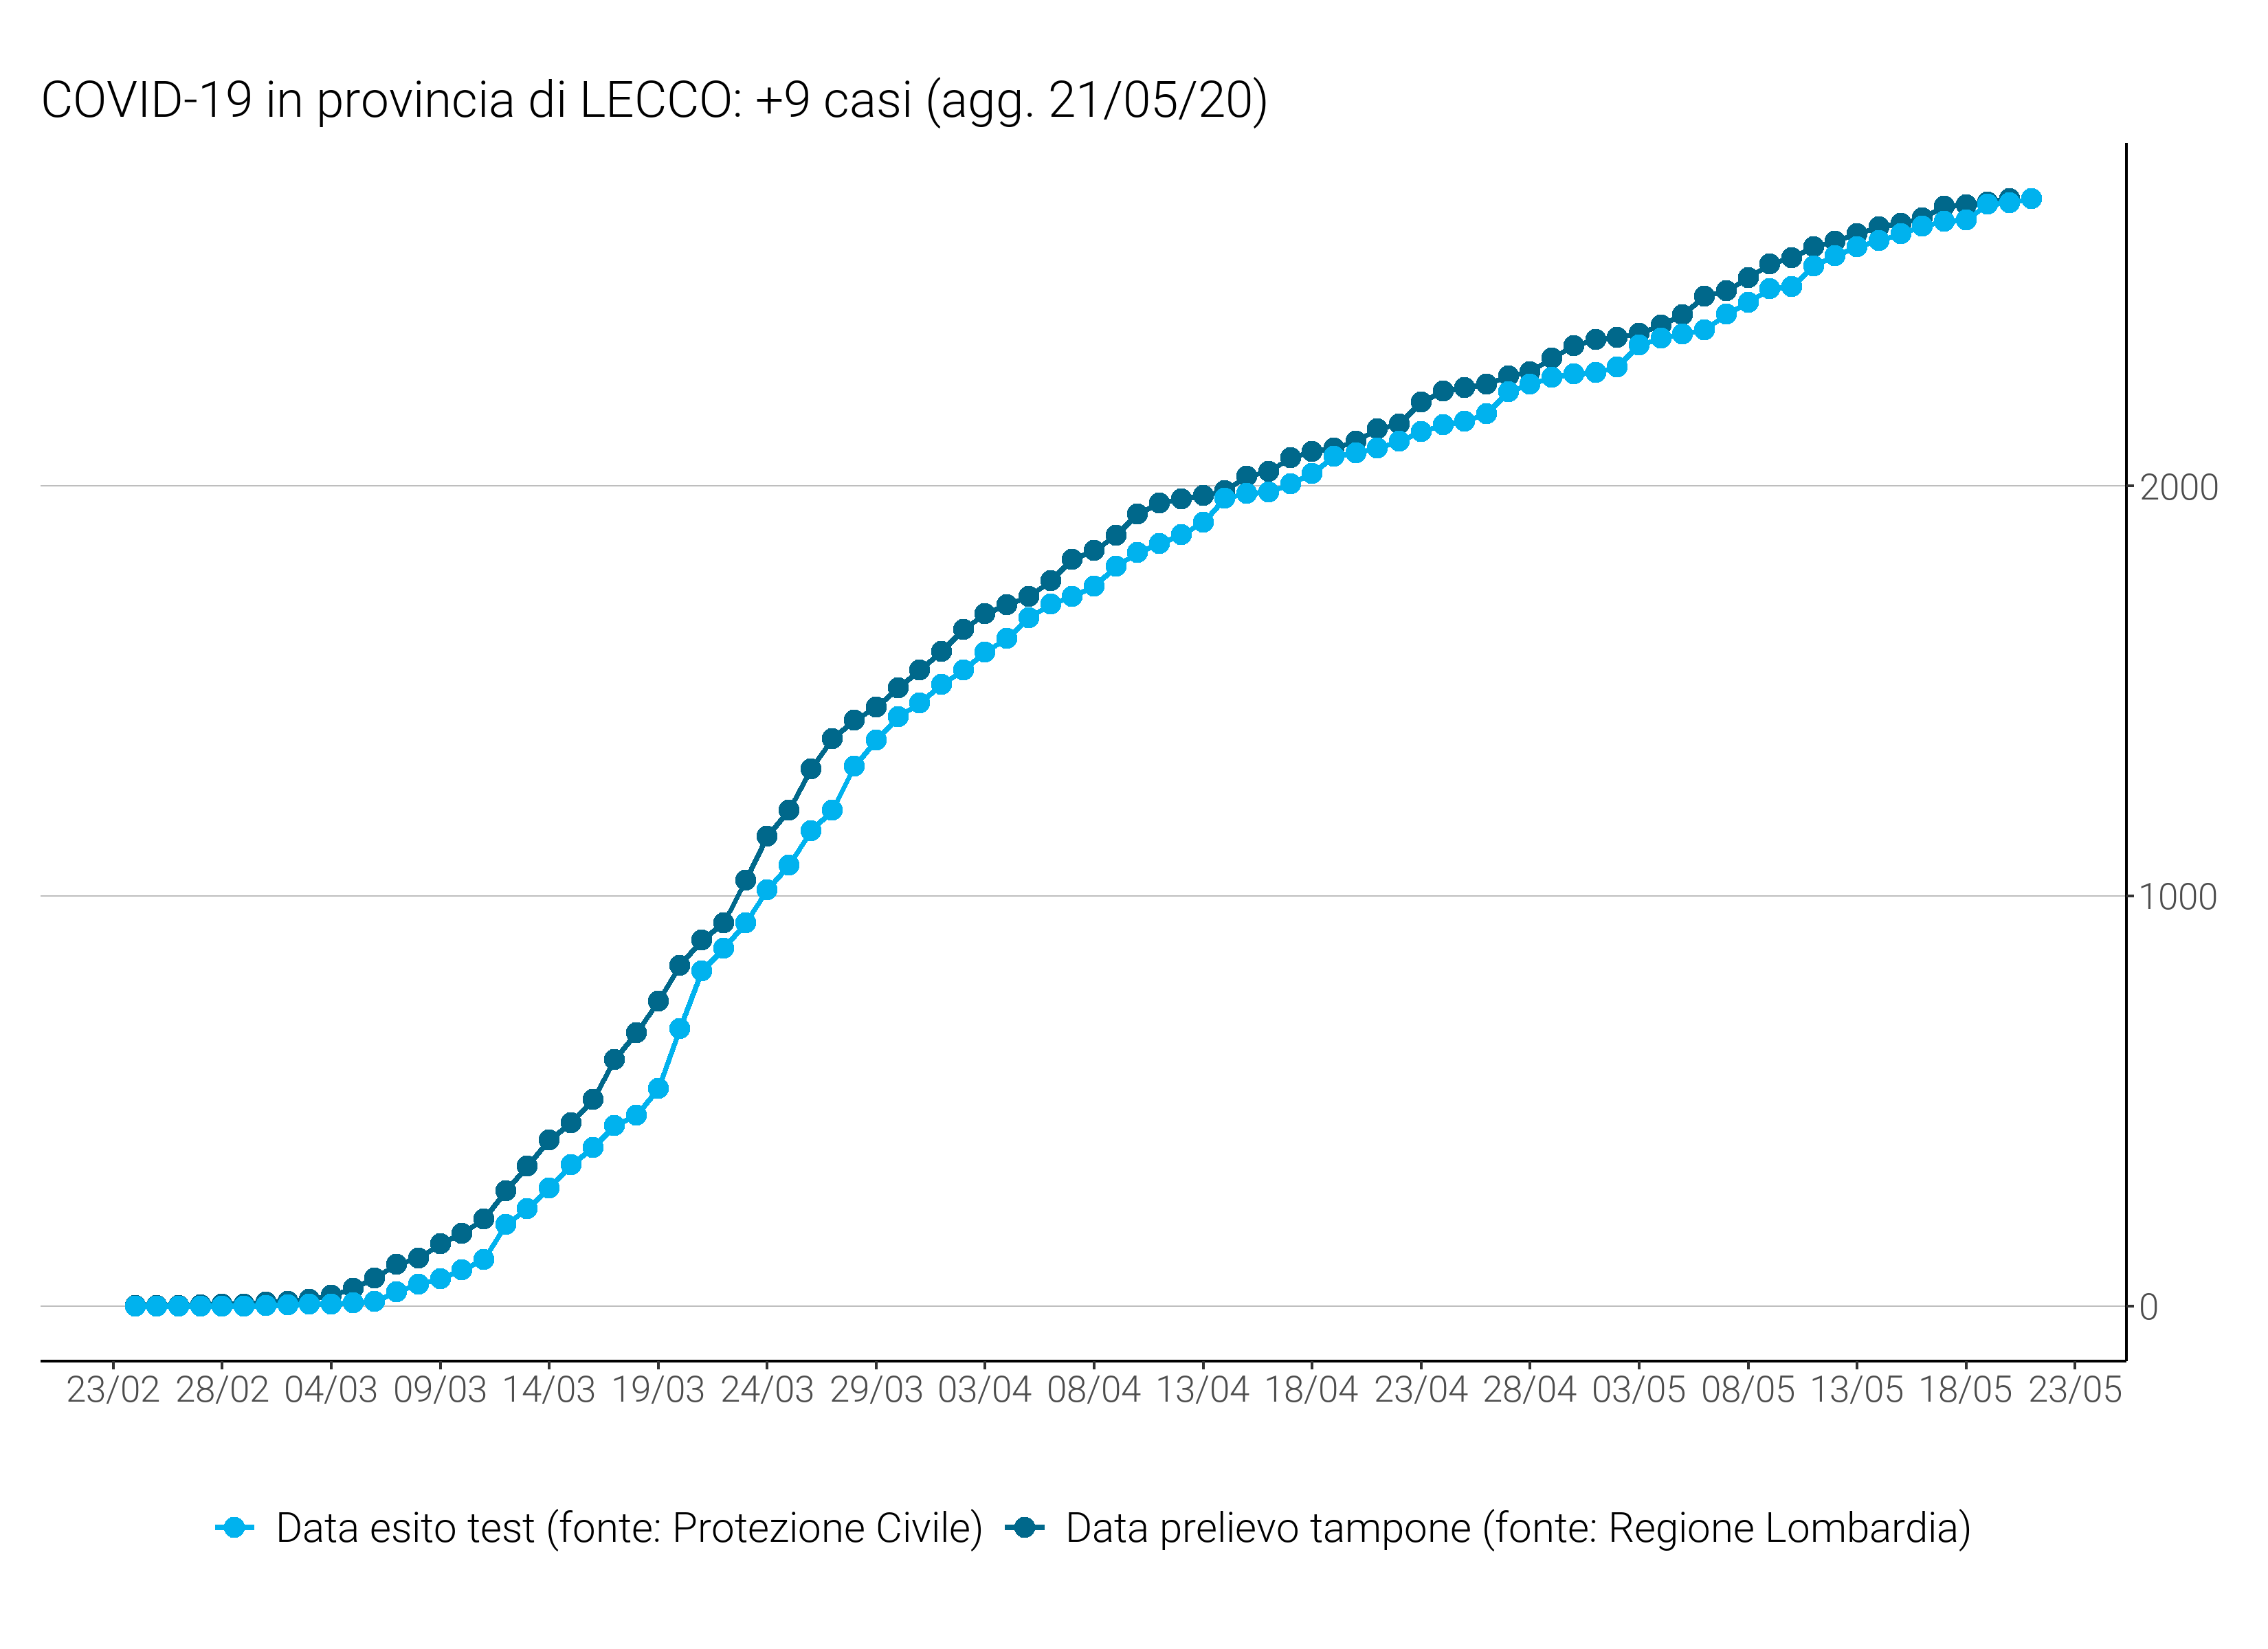 COVID-19 in provincia di LECCO: +9 casi (agg. 21/05/20)
2000
1000
0
23/02 28/02 04/03 09/03 14/03 19/03 24/03 29/03 03/04 08/04 13/04 18/04 23/04 28/04 03/05 08/05 13/05 18/05 23/05
Data esito test (fonte: Protezione Civile) Data prelievo tampone (fonte: Regione Lombardia)